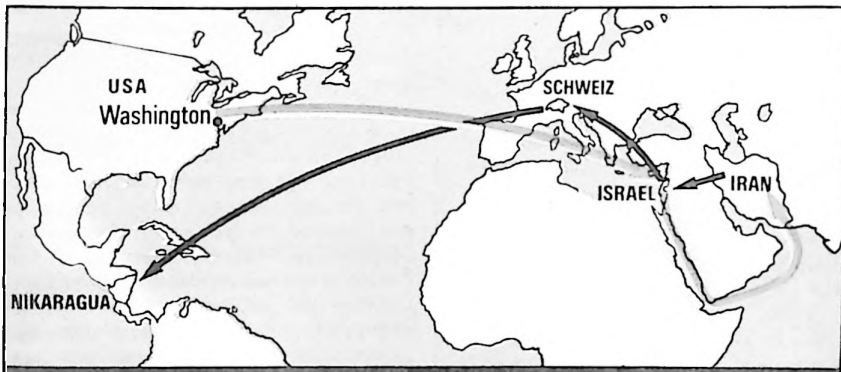 USA
Washington
SCHWEIZ
ISRAEL
IRAN
NIKARAGUA